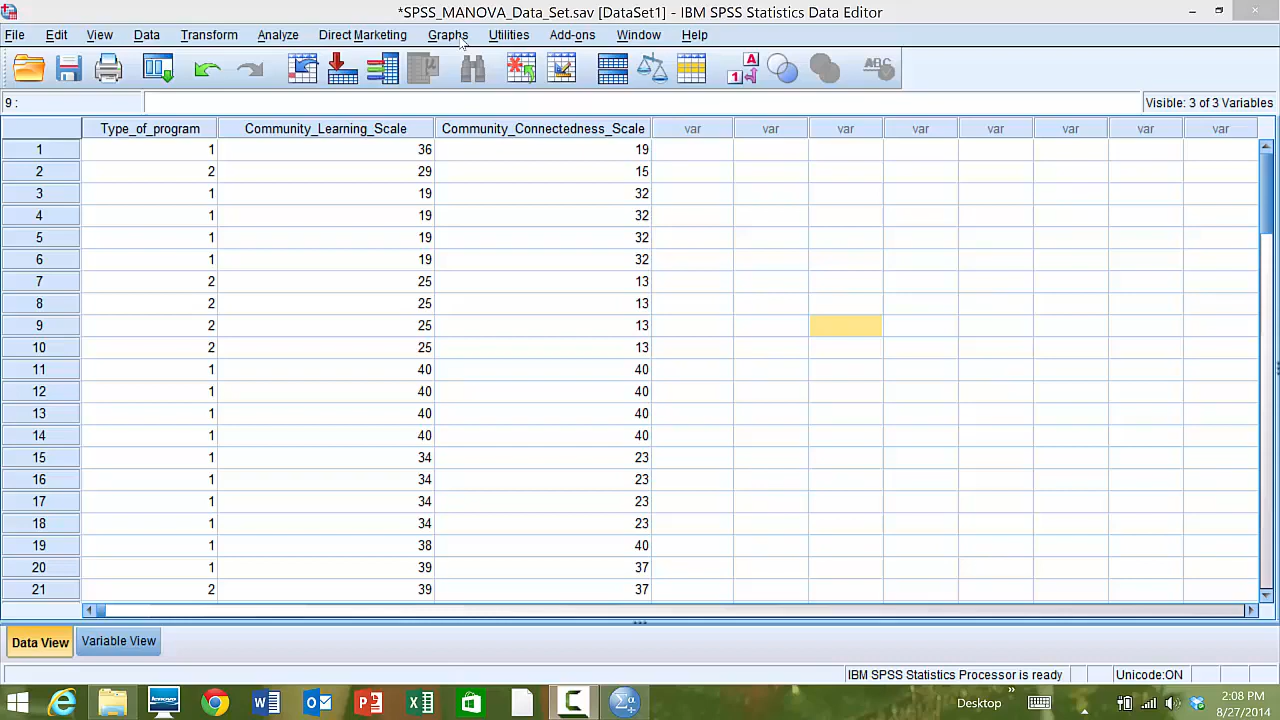 *SPSS_MANOVA_Data_Set.sav [DataSet1] - IBM SPSS Statistics Data Editor
File Edit View Data Transform Analyze Direct Marketing Graphs Utilities Add-ons Window Help
1 A ABC
9 : Visible: 3 of 3 Variables
Type_of_program Community_Learning_Scale Community_Connectedness_Scale var var var var var var var var
1 1 36 19
2 2 29 15
3 1 19 32
4 1 19 32
5 1 19 32
6 1 19 32
7 2 25 13
8 2 25 13
9 2 25 13
10 2 25 13
11 1 40 40
12 1 40 40
13 1 40 40
14 1 40 40
15 1 34 23
16 1 34 23
17 1 34 23
18 1 34 23
19 1 38 40
20 1 39 37
21 2 39 37
Data View Variable View
IBM SPSS Statistics Processor is ready Unicode:ON
Desktop 2:08 PM
8/27/2014